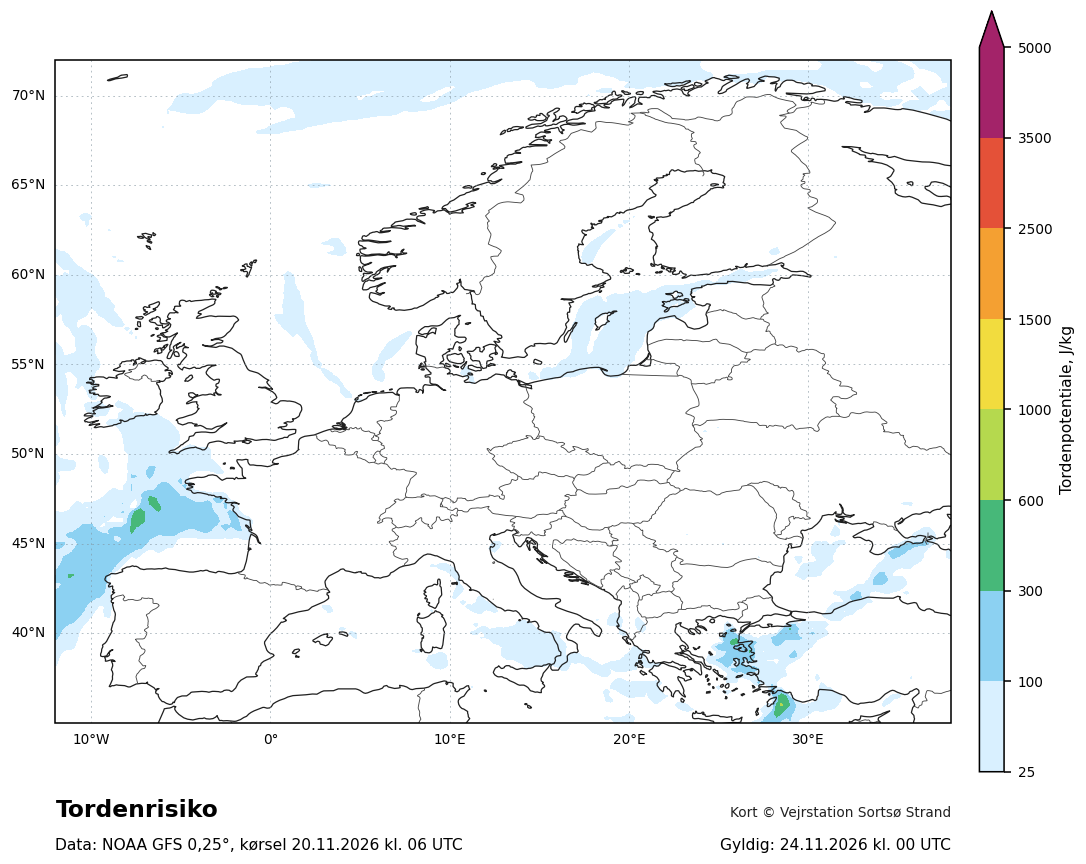 70°N
65°N
60°N
55°N
50°N
45°N
40°N
10°W
0°
10°E
20°E
30°E
5000
3500
2500
1500
1000
600
300
100
25
Tordenpotentiale, J/kg
Tordenrisiko
Kort © Vejrstation Sortsø Strand
Data: NOAA GFS 0,25°, kørsel 20.11.2026 kl. 06 UTC
Gyldig: 24.11.2026 kl. 00 UTC